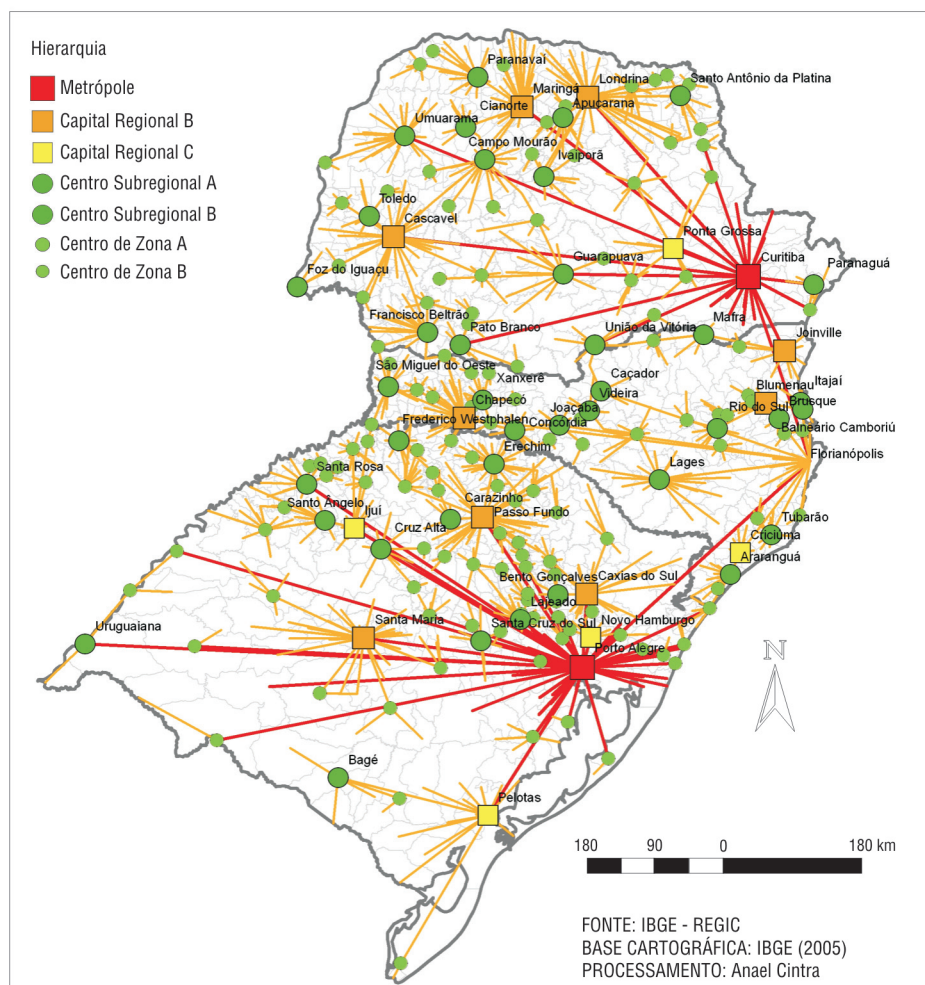 Hierarquia
Metrópole
Capital Regional B
Capital Regional C
Centro Subregional A
Centro Subregional B
Centro de Zona A
Centro de Zona B
Paranavaí
Londrina
Santo Antônio da Platina
Maringá
Cianorte
Apucarana
Umuarama
Campo Mourão
Ivaiporã
Toledo
Cascavel
Ponta Grossa
Guarapuava
Curitiba
Paranaguá
Foz do Iguaçu
Francisco Beltrão
Pato Branco
União da Vitória
Mafra
Joinville
São Miguel do Oeste
Xanxerê
Caçador
Blumenau
Itajaí
Chapecó
Videira
Brusque
Joaçaba
Rio do Sul
Frederico Westphalen
Concórdia
Balneário Camboriú
Erechim
Florianópolis
Santa Rosa
Lages
Carazinho
Santo Ângelo
Ijuí
Passo Fundo
Tubarão
Cruz Alta
Criciúma
Araranguá
Bento Gonçalves
Caxias do Sul
Lajeado
Uruguaiana
Santa Maria
Santa Cruz do Sul
Novo Hamburgo
Porto Alegre
N
Bagé
Pelotas
180 90 0 180 km
FONTE: IBGE - REGIC
BASE CARTOGRÁFICA: IBGE (2005)
PROCESSAMENTO: Anael Cintra